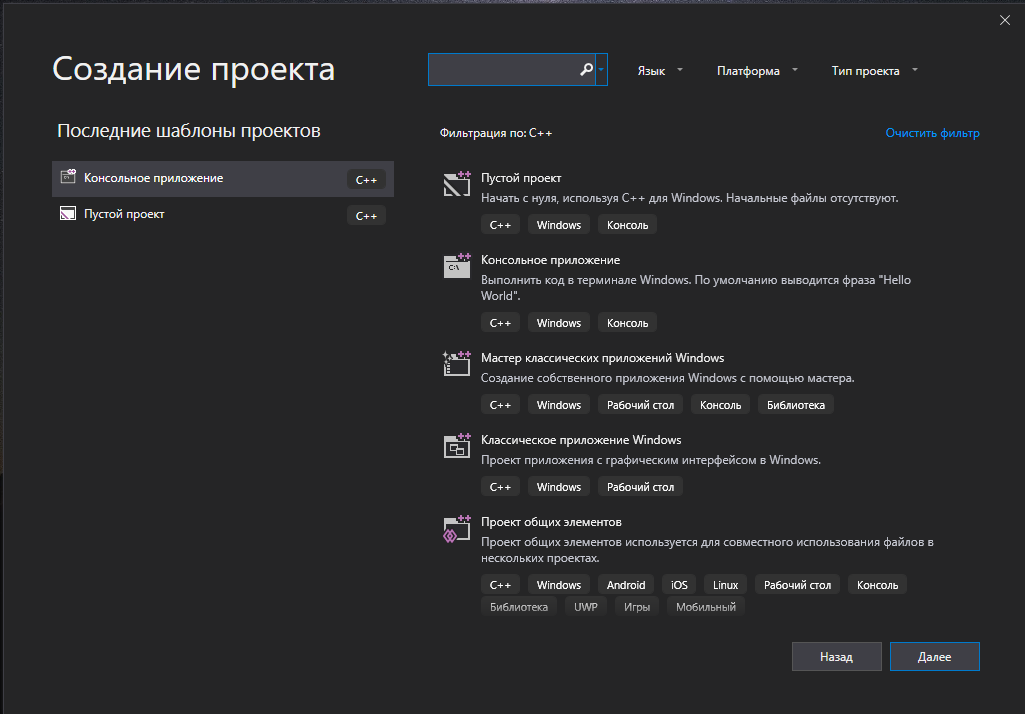 Создание проекта
Язык
Платформа
Тип проекта
Последние шаблоны проектов
Консольное приложение
C++
Пустой проект
C++
Фильтрация по: C++
Очистить фильтр
Пустой проект
Начать с нуля, используя C++ для Windows. Начальные файлы отсутствуют.
C++ Windows Консоль
C:\
Консольное приложение
Выполнить код в терминале Windows. По умолчанию выводится фраза "Hello
World".
C++ Windows Консоль
Мастер классических приложений Windows
Создание собственного приложения Windows с помощью мастера.
C++ Windows Рабочий стол Консоль Библиотека
Классическое приложение Windows
Проект приложения с графическим интерфейсом в Windows.
C++ Windows Рабочий стол
Проект общих элементов
Проект общих элементов используется для совместного использования файлов в
нескольких проектах.
C++ Windows Android iOS Linux Рабочий стол Консоль
Библиотека UWP Игры Мобильный
Назад
Далее